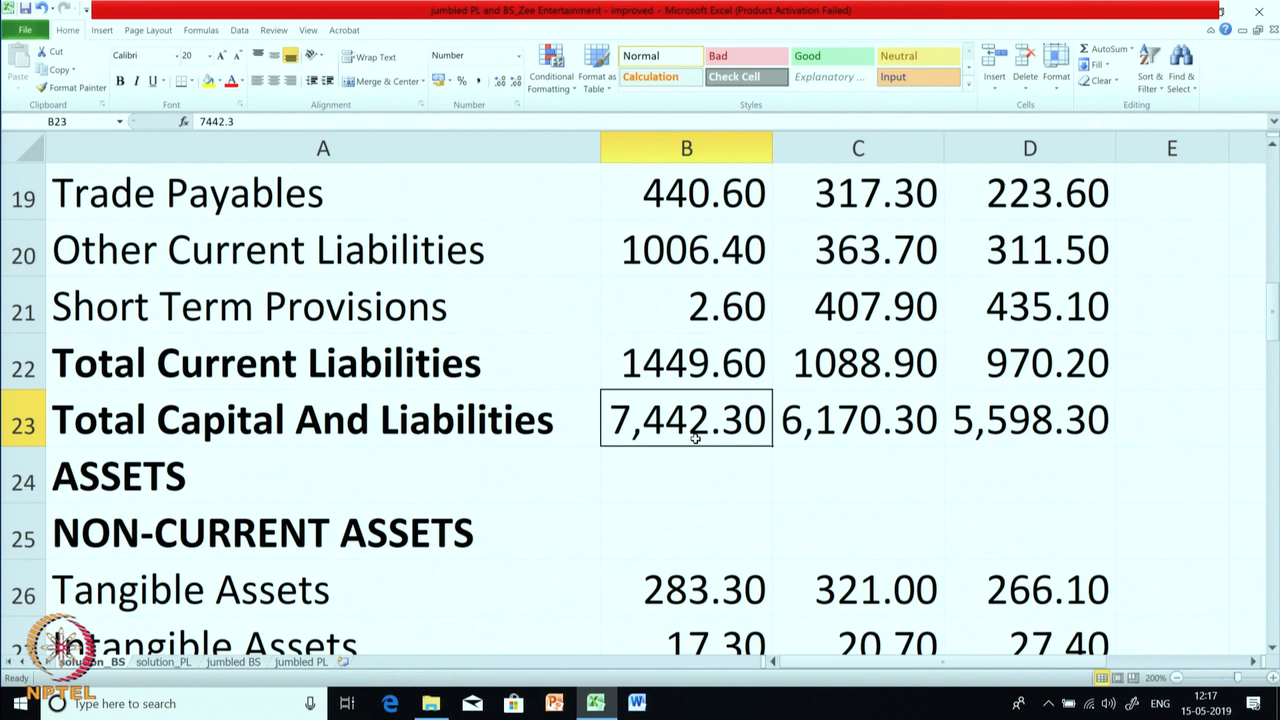 jumbled PL and BS_Zee Entertainment - improved - Microsoft Excel (Product Activation Failed)
File Home Insert Page Layout Formulas Data Review View Acrobat
Paste Cut Copy Format Painter Clipboard
Calibri 20 A A B I U A Font
Wrap Text Merge & Center Alignment
Number % , Number
Conditional Formatting Format as Table Normal Bad Good Neutral
Calculation Check Cell Explanatory ... Input Styles
Insert Delete Format Cells
AutoSum Fill Clear Sort & Filter Find & Select Editing
B23 fx 7442.3
A B C D E
19 Trade Payables 440.60 317.30 223.60
20 Other Current Liabilities 1006.40 363.70 311.50
21 Short Term Provisions 2.60 407.90 435.10
22 Total Current Liabilities 1449.60 1088.90 970.20
23 Total Capital And Liabilities 7,442.30 6,170.30 5,598.30
24 ASSETS
25 NON-CURRENT ASSETS
26 Tangible Assets 283.30 321.00 266.10
Intangible Assets 17.30 20.70 27.40
solution_BS solution_PL jumbled BS jumbled PL
Ready 200%
NPTEL
Type here to search
ENG 12:17
15-05-2019